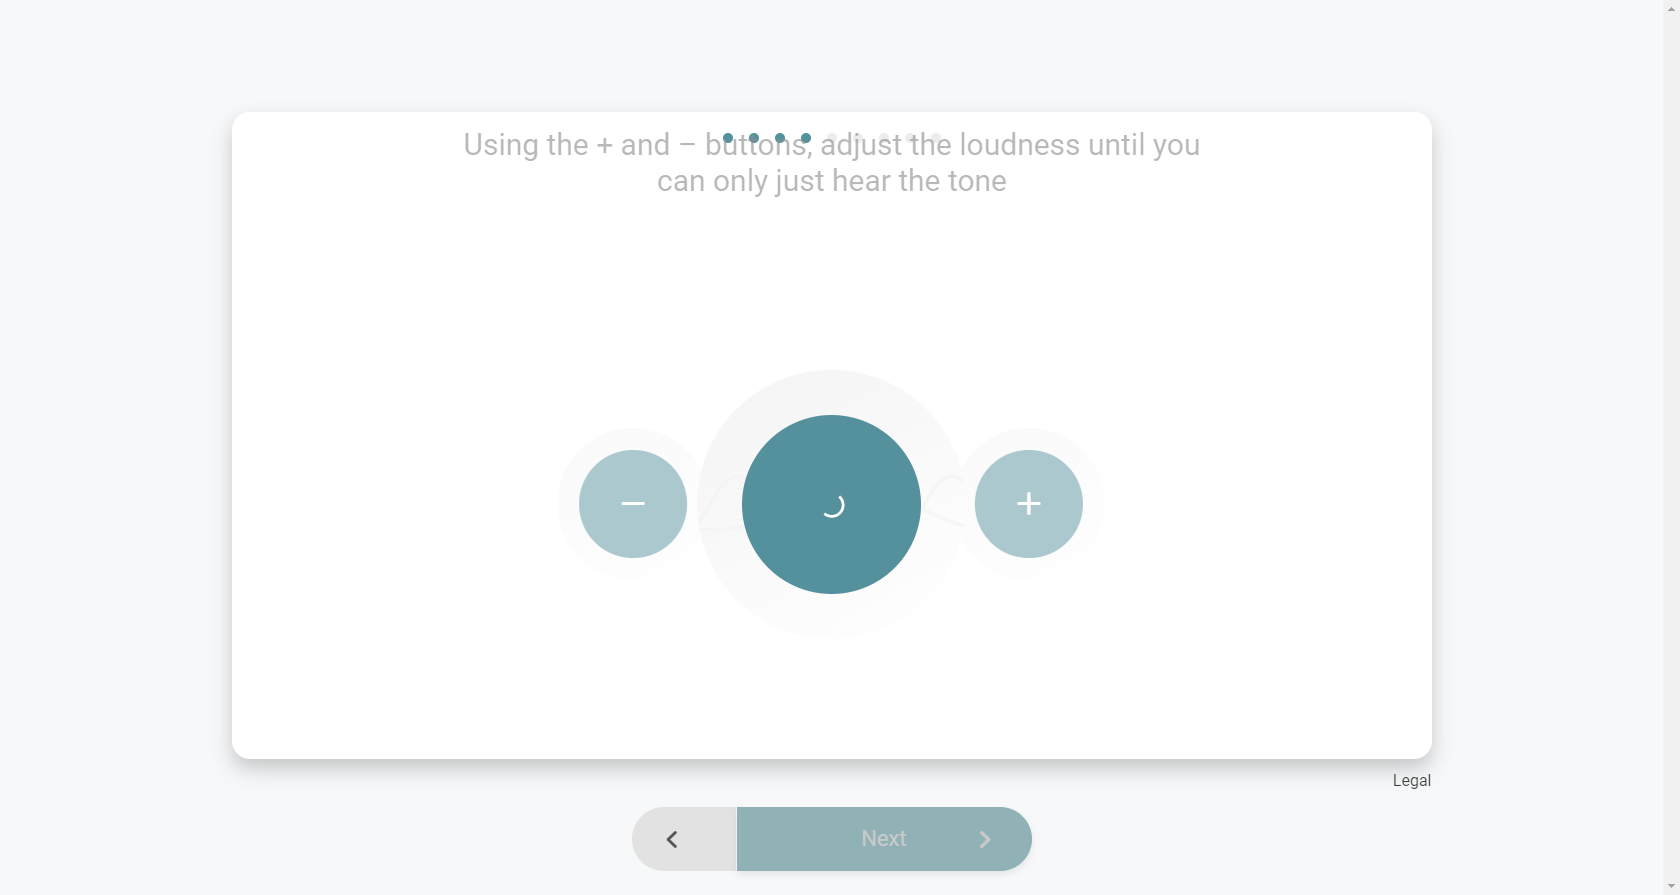 Using the + and – buttons, adjust the loudness until you
can only just hear the tone
Legal
Next